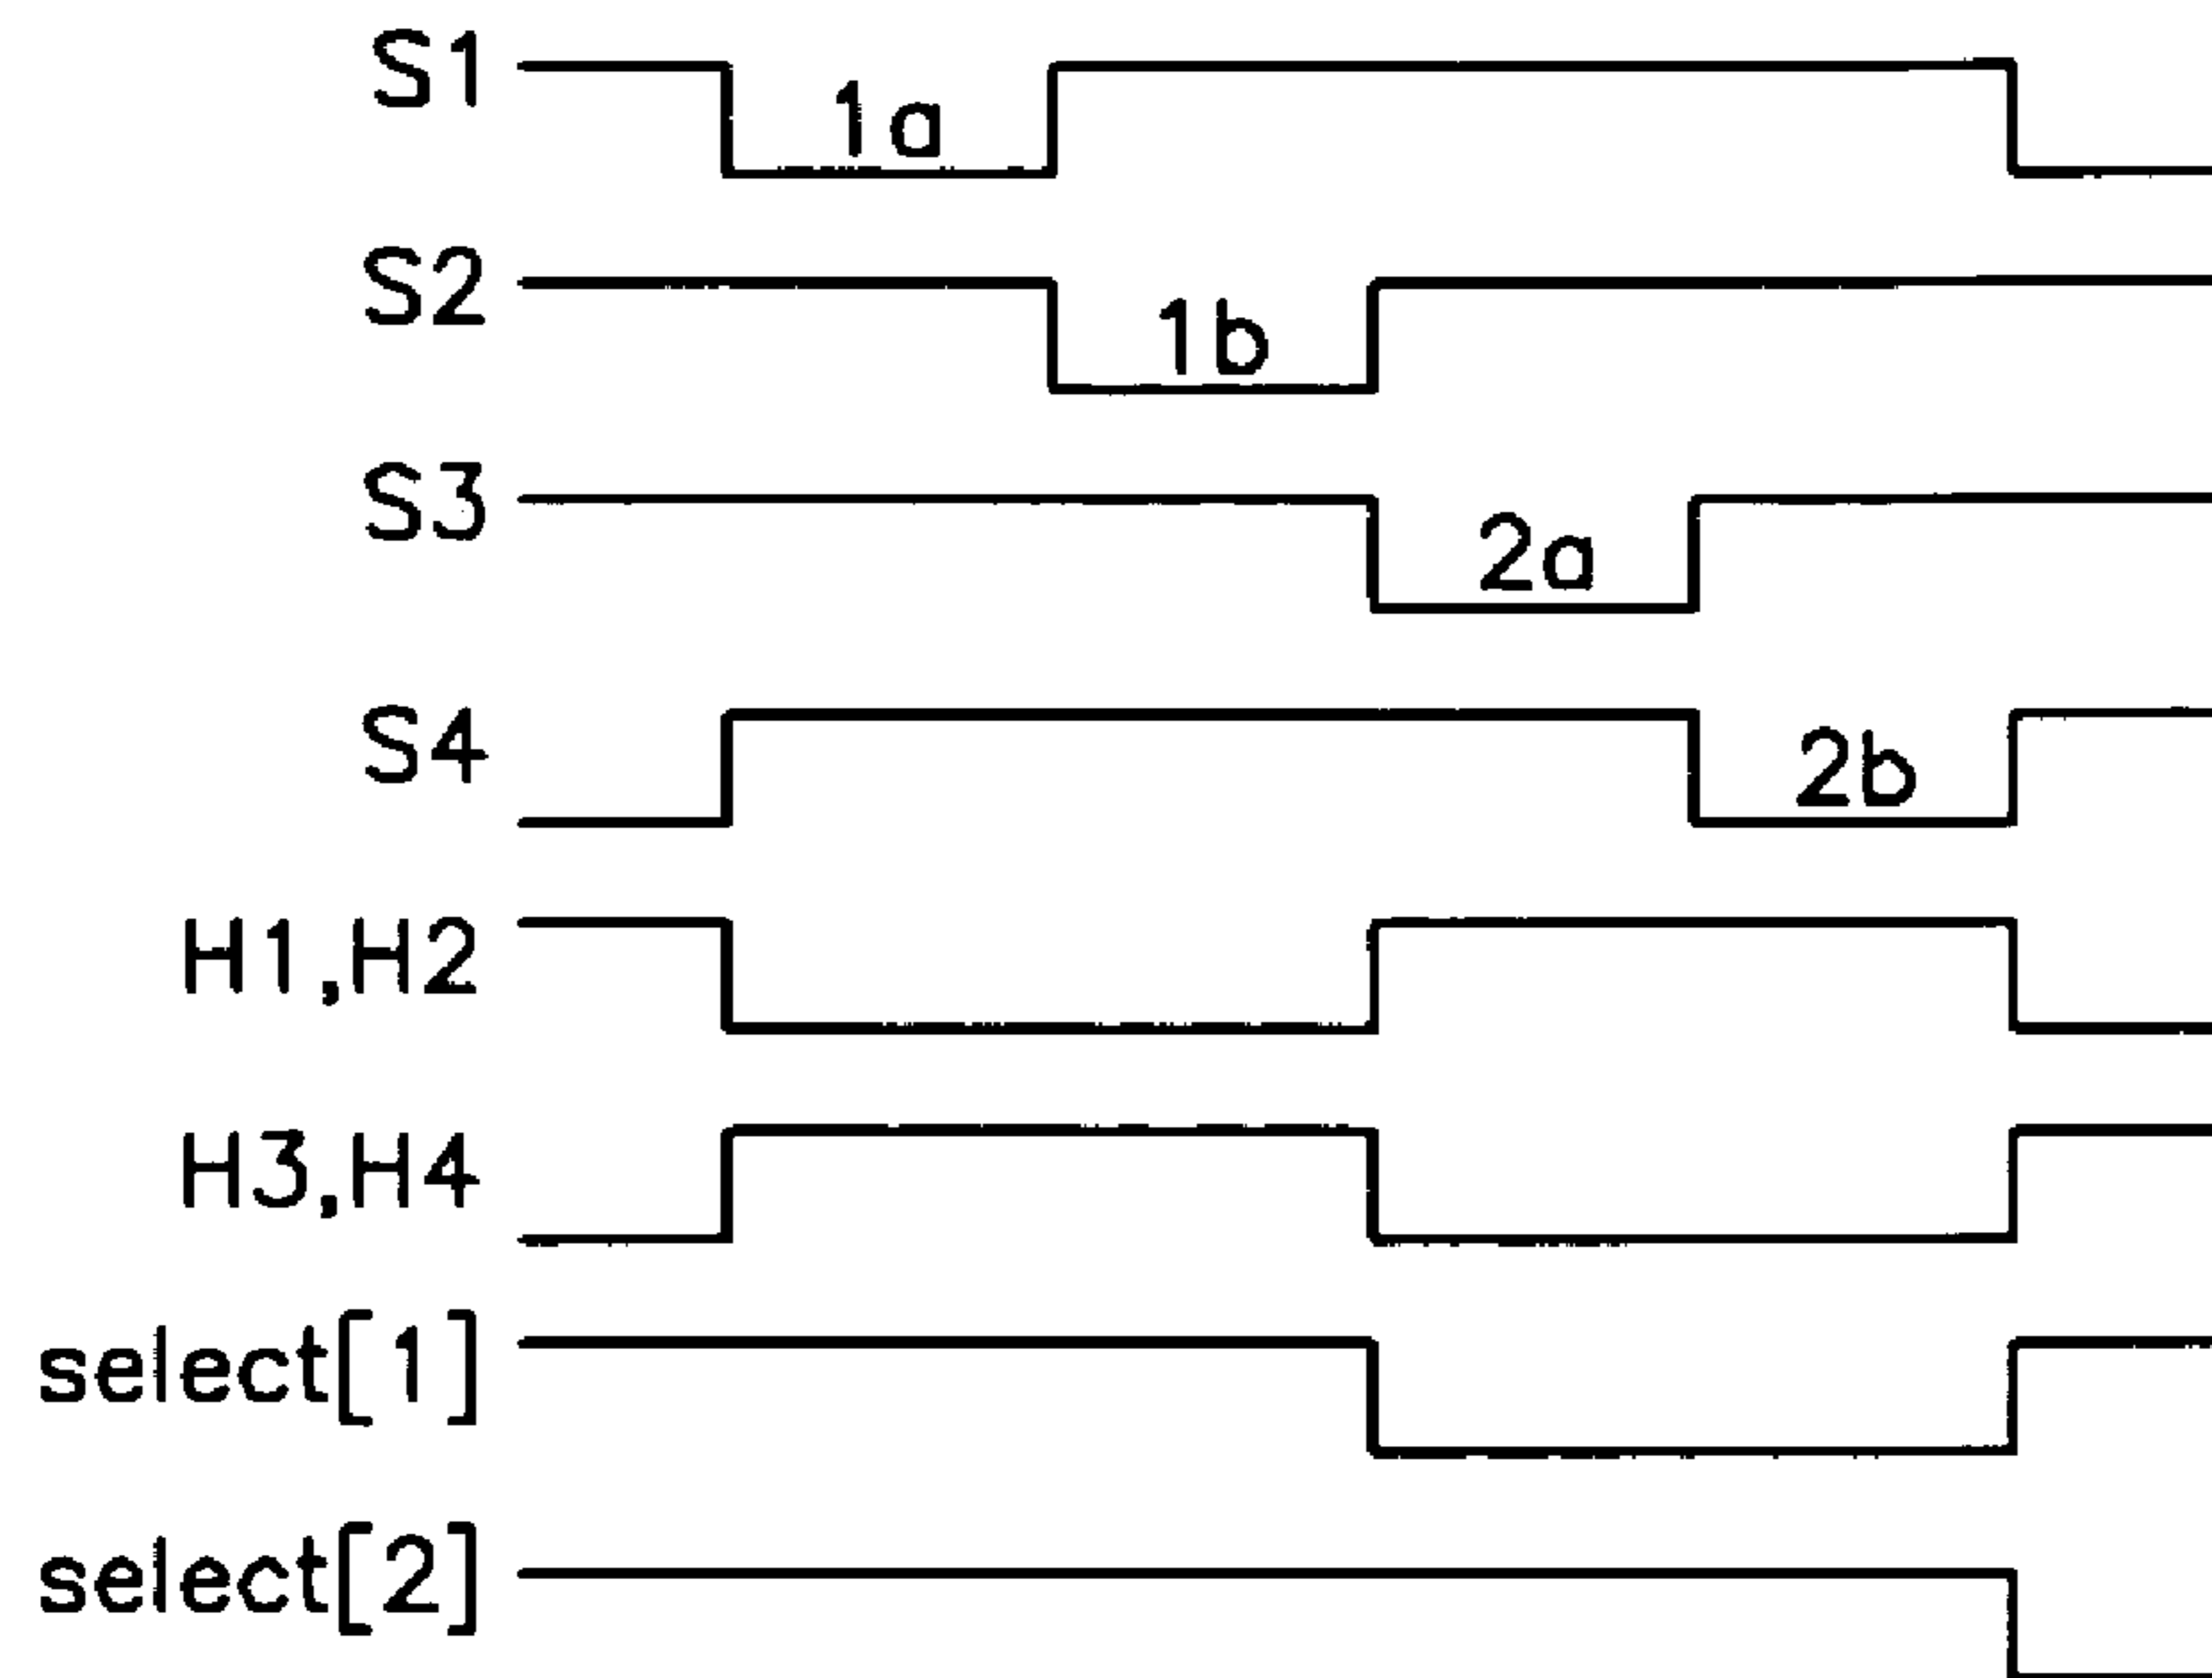 S1
1a
S2
1b
S3
2a
S4
2b
H1,H2
H3,H4
select[1]
select[2]